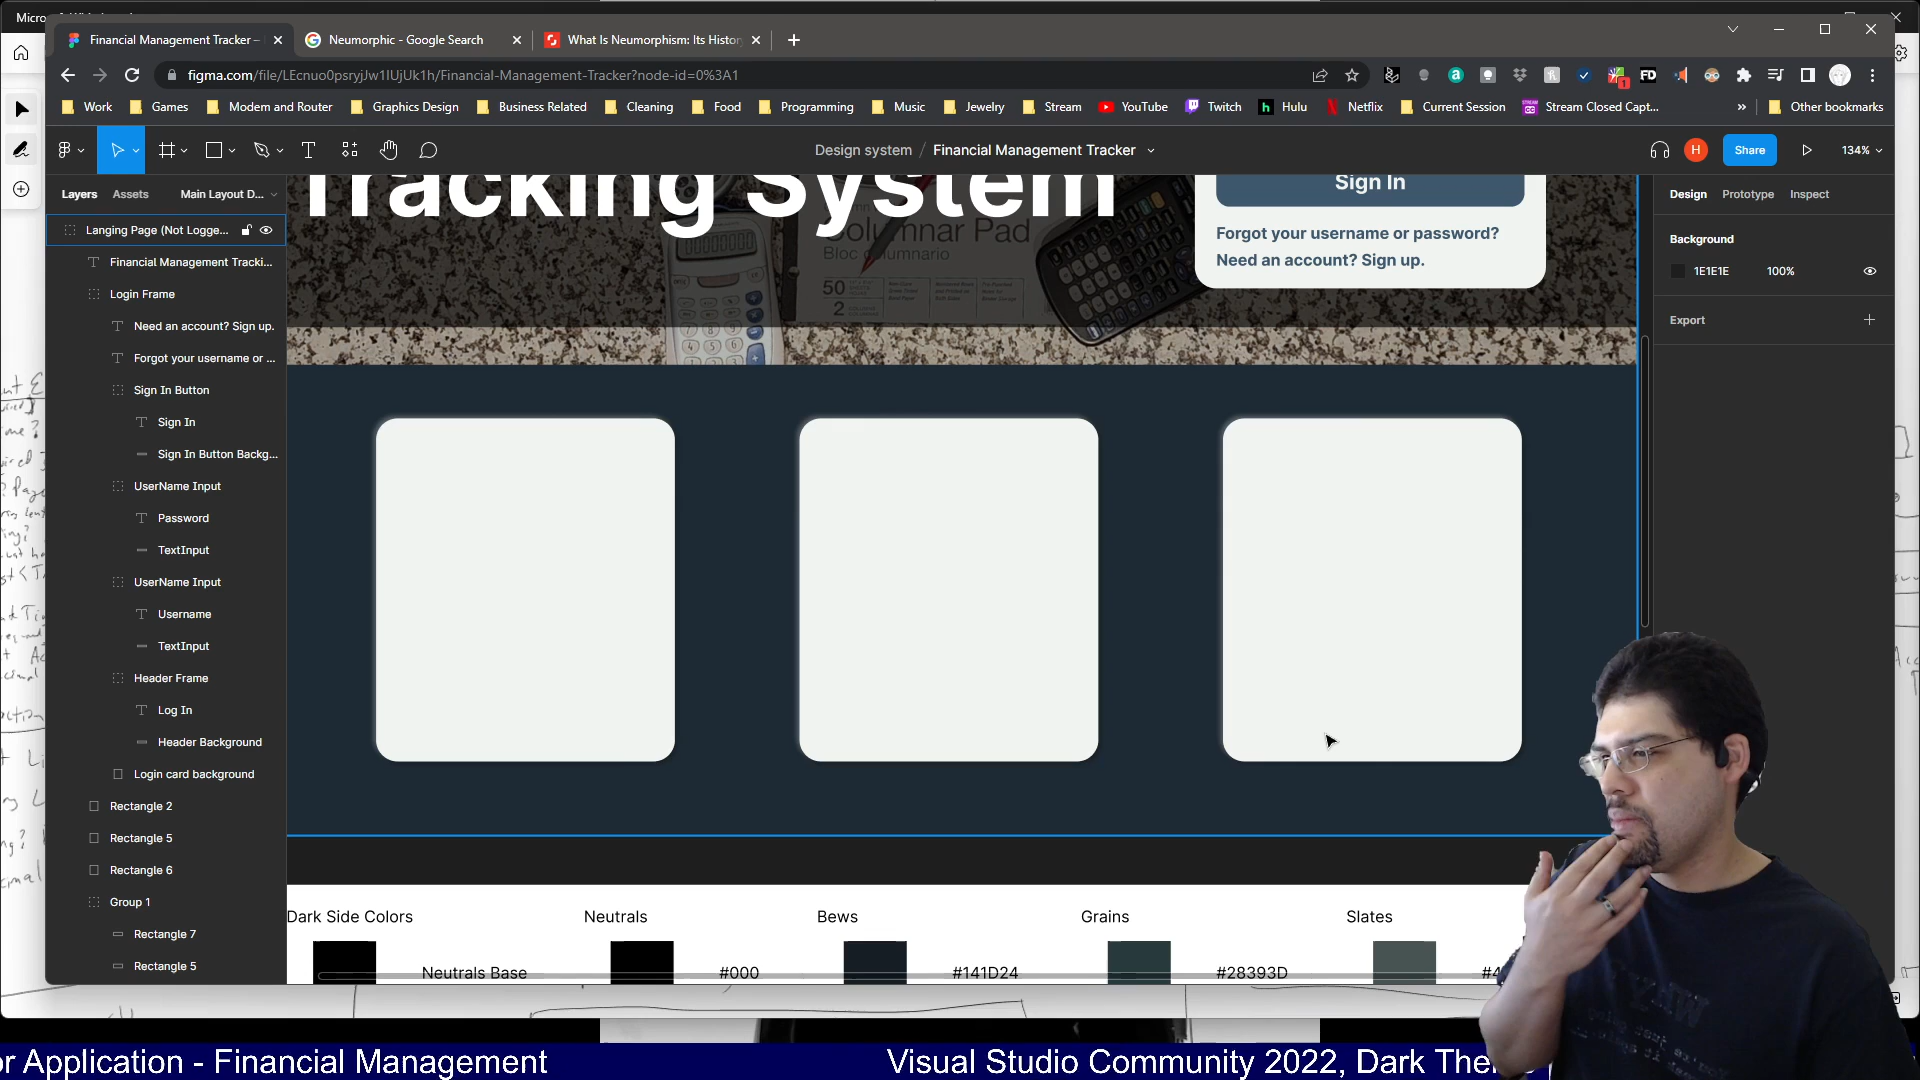 Financial Management Tracker –
Neumorphic - Google Search
What Is Neumorphism: Its Histor
figma.com/file/LEcnuo0psryjJw1IUjUk1h/Financial-Management-Tracker?node-id=0%3A1
Work
Games
Modem and Router
Graphics Design
Business Related
Cleaning
Food
Programming
Music
Jewelry
Stream
YouTube
Twitch
Hulu
Netflix
Current Session
Stream Closed Capt...
Other bookmarks
Design system / Financial Management Tracker
H
Share
134%
Layers
Assets
Main Layout D...
Design
Prototype
Inspect
Langing Page (Not Logge...
Financial Management Tracki...
Login Frame
Need an account? Sign up.
Forgot your username or ...
Sign In Button
Sign In
Sign In Button Backg...
UserName Input
Password
TextInput
UserName Input
Username
TextInput
Header Frame
Log In
Header Background
Login card background
Rectangle 2
Rectangle 5
Rectangle 6
Group 1
Rectangle 7
Rectangle 5
Tracking System
Columnar Pad
Bloc columnario
50
2
Sign In
Forgot your username or password?
Need an account? Sign up.
Background
1E1E1E
100%
Export
Dark Side Colors
Neutrals
Bews
Grains
Slates
Neutrals Base
#000
#141D24
#28393D
or Application - Financial Management
Visual Studio Community 2022, Dark The